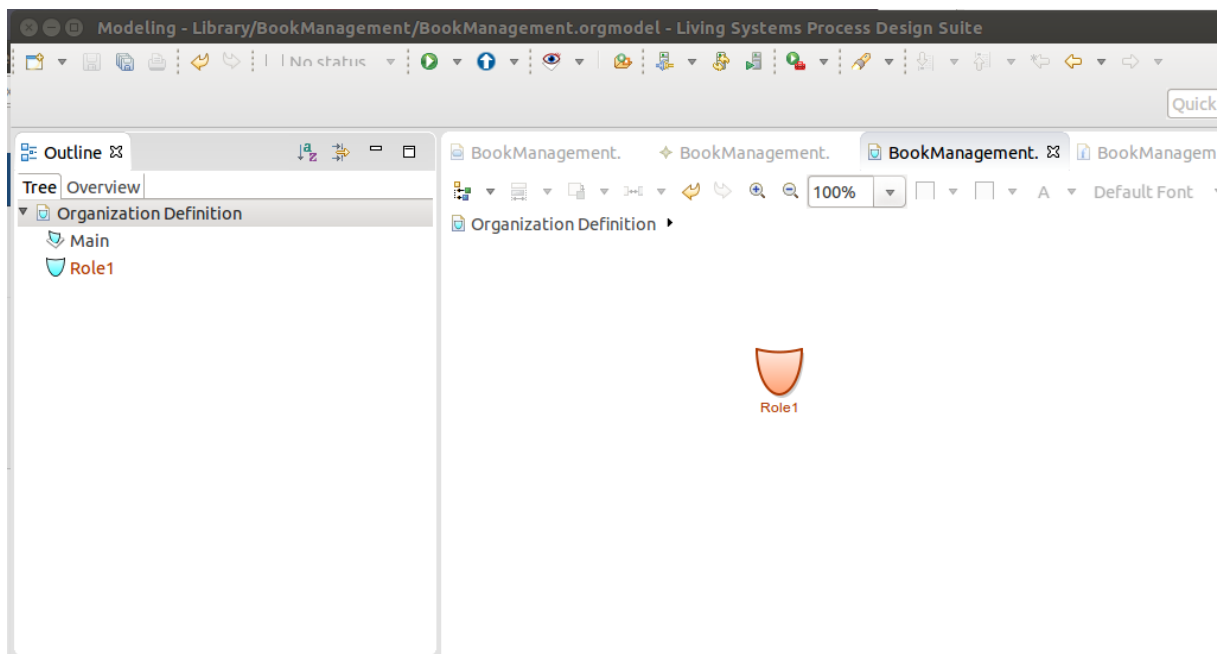 Modeling - Library/BookManagement/BookManagement.orgmodel - Living Systems Process Design Suite
No status
Quick
Outline
Tree Overview
Organization Definition
Main
Role1
BookManagement. BookManagement. BookManagement. BookManagem
100% A Default Font
Organization Definition
Role1